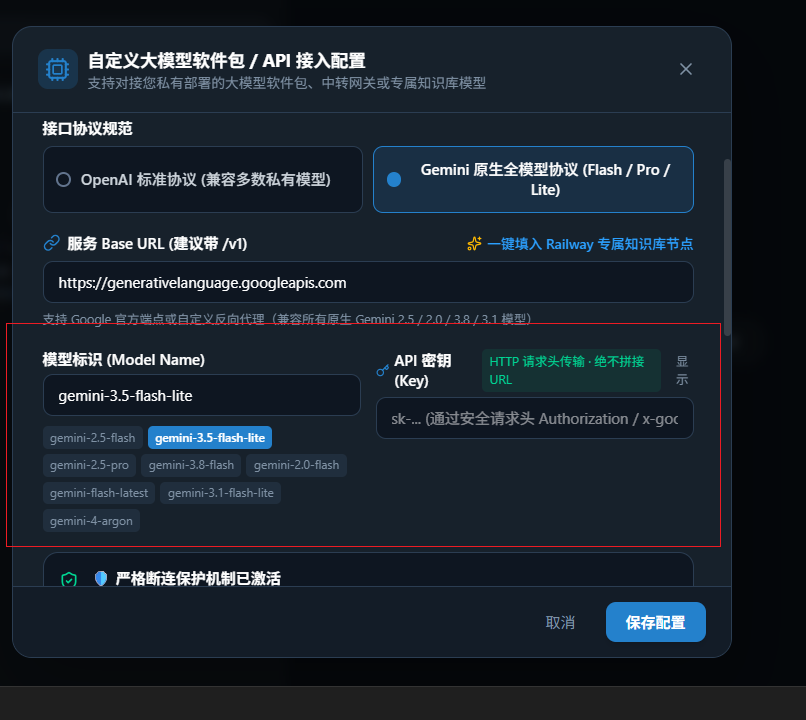 自定义大模型软件包 / API 接入配置
支持对接您私有部署的大模型软件包、中转网关或专属知识库模型
接口协议规范
OpenAI 标准协议 (兼容多数私有模型)
Gemini 原生全模型协议 (Flash / Pro /
Lite)
服务 Base URL (建议带 /v1)
一键填入 Railway 专属知识库节点
https://generativelanguage.googleapis.com
支持 Google 官方端点或自定义反向代理（兼容所有原生 Gemini 2.5 / 2.0 / 3.8 / 3.1 模型）
模型标识 (Model Name)
gemini-3.5-flash-lite
gemini-2.5-flash
gemini-3.5-flash-lite
gemini-2.5-pro
gemini-3.8-flash
gemini-2.0-flash
gemini-flash-latest
gemini-3.1-flash-lite
gemini-4-argon
API 密钥
(Key)
HTTP 请求头传输 · 绝不拼接
URL
显
示
sk-... (通过安全请求头 Authorization / x-goc
严格断连保护机制已激活
取消
保存配置